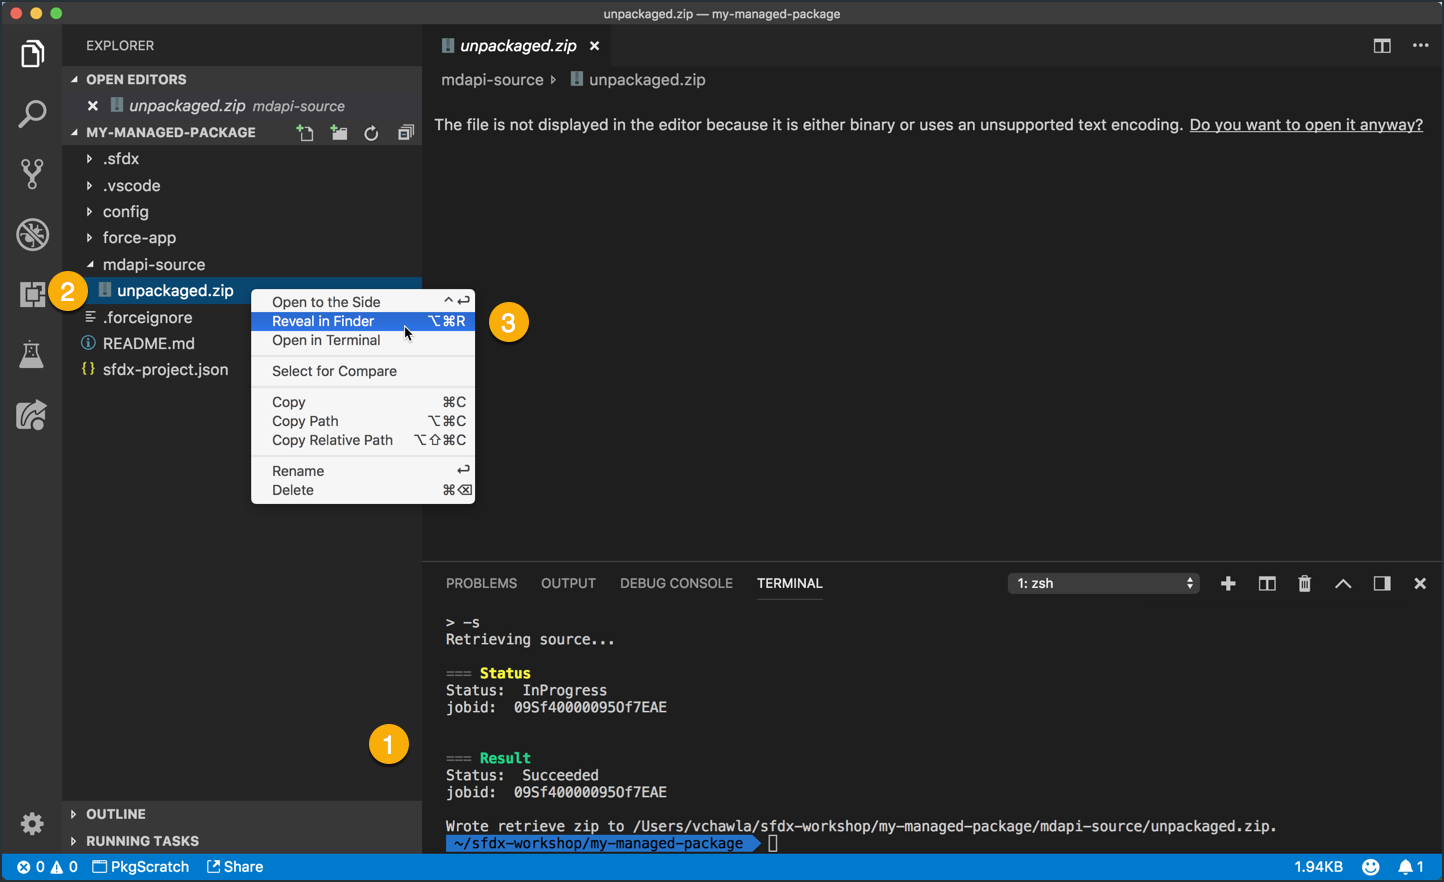 unpackaged.zip — my-managed-package
EXPLORER
OPEN EDITORS
unpackaged.zip mdapi-source
MY-MANAGED-PACKAGE
.sfdx
.vscode
config
force-app
mdapi-source
2
unpackaged.zip
.forceignore
README.md
sfdx-project.json
OUTLINE
RUNNING TASKS
unpackaged.zip
mdapi-source unpackaged.zip
The file is not displayed in the editor because it is either binary or uses an unsupported text encoding. Do you want to open it anyway?
Open to the Side ^↩
Reveal in Finder ⌥⌘R
3
Open in Terminal
Select for Compare
Copy ⌘C
Copy Path ⌥⌘C
Copy Relative Path ⌥⇧⌘C
Rename ↩
Delete ⌘⌫
PROBLEMS OUTPUT DEBUG CONSOLE TERMINAL 1: zsh
> -s
Retrieving source...
=== Status
Status:  InProgress
jobid:  09Sf400000950f7EAE
1
=== Result
Status:  Succeeded
jobid:  09Sf400000950f7EAE
Wrote retrieve zip to /Users/vchawla/sfdx-workshop/my-managed-package/mdapi-source/unpackaged.zip.
~/sfdx-workshop/my-managed-package
0 0 PkgScratch Share 1.94KB 1